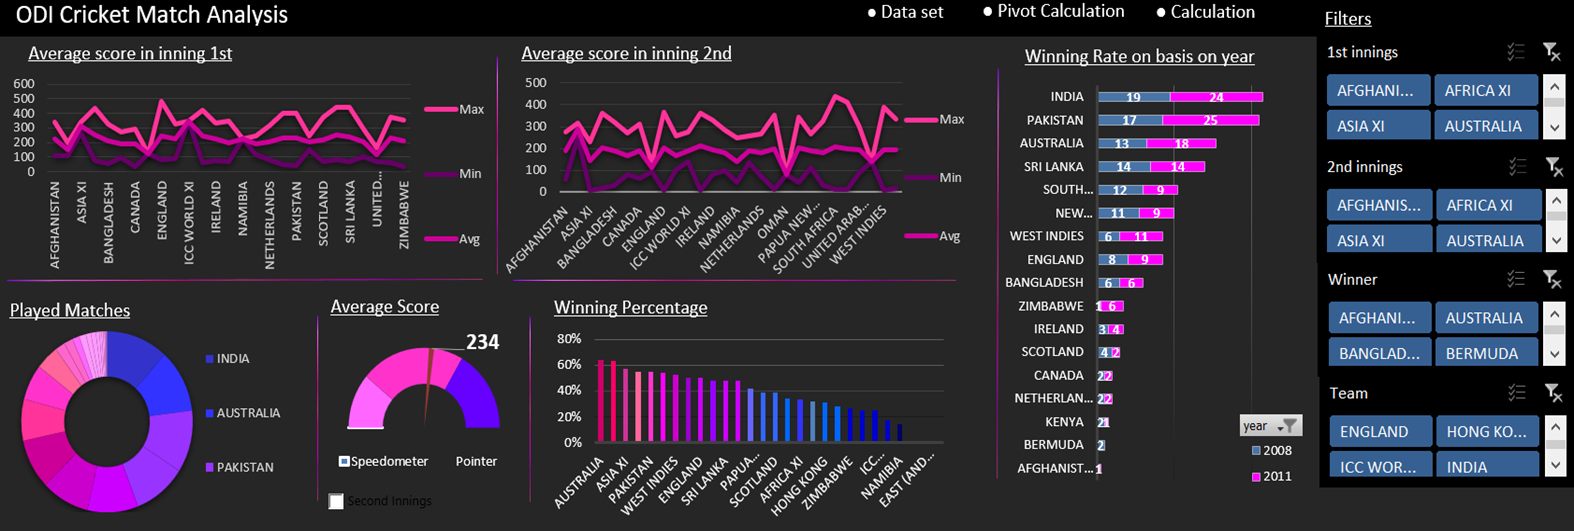 ODI Cricket Match Analysis
● Data set
● Pivot Calculation
● Calculation
Average score in inning 1st
600
500
400
300
200
100
0
AFGHANISTAN
ASIA XI
BANGLADESH
CANADA
ENGLAND
ICC WORLD XI
IRELAND
NAMIBIA
NETHERLANDS
PAKISTAN
SCOTLAND
SRI LANKA
UNITED...
ZIMBABWE
Max
Min
Avg
Average score in inning 2nd
500
400
300
200
100
0
AFGHANISTAN
ASIA XI
BANGLADESH
CANADA
ENGLAND
ICC WORLD XI
IRELAND
NAMIBIA
NETHERLANDS
OMAN
PAPUA NEW...
SOUTH AFRICA
UNITED ARAB...
WEST INDIES
Max
Min
Avg
Winning Rate on basis on year
INDIA 19 24
PAKISTAN 17 25
AUSTRALIA 13 18
SRI LANKA 14 14
SOUTH... 12 9
NEW... 11 9
WEST INDIES 6 11
ENGLAND 8 9
BANGLADESH 6 6
ZIMBABWE 1 6
IRELAND 3 4
SCOTLAND 4 2
CANADA 2 2
NETHERLAN... 2 2
KENYA 2 1
BERMUDA 2
AFGHANIST... 1
year
2008
2011
Played Matches
INDIA
AUSTRALIA
PAKISTAN
Average Score
234
Speedometer
Pointer
Second Innings
Winning Percentage
80%
60%
40%
20%
0%
AUSTRALIA
ASIA XI
PAKISTAN
WEST INDIES
ENGLAND
SRI LANKA
PAPUA...
SCOTLAND
AFRICA XI
HONG KONG
ZIMBABWE
ICC...
NAMIBIA
EAST (AND...
Filters
1st innings
AFGHANI...
AFRICA XI
ASIA XI
AUSTRALIA
2nd innings
AFGHANIS...
AFRICA XI
ASIA XI
AUSTRALIA
Winner
AFGHANI...
AUSTRALIA
BANGLAD...
BERMUDA
Team
ENGLAND
HONG KO...
ICC WOR...
INDIA